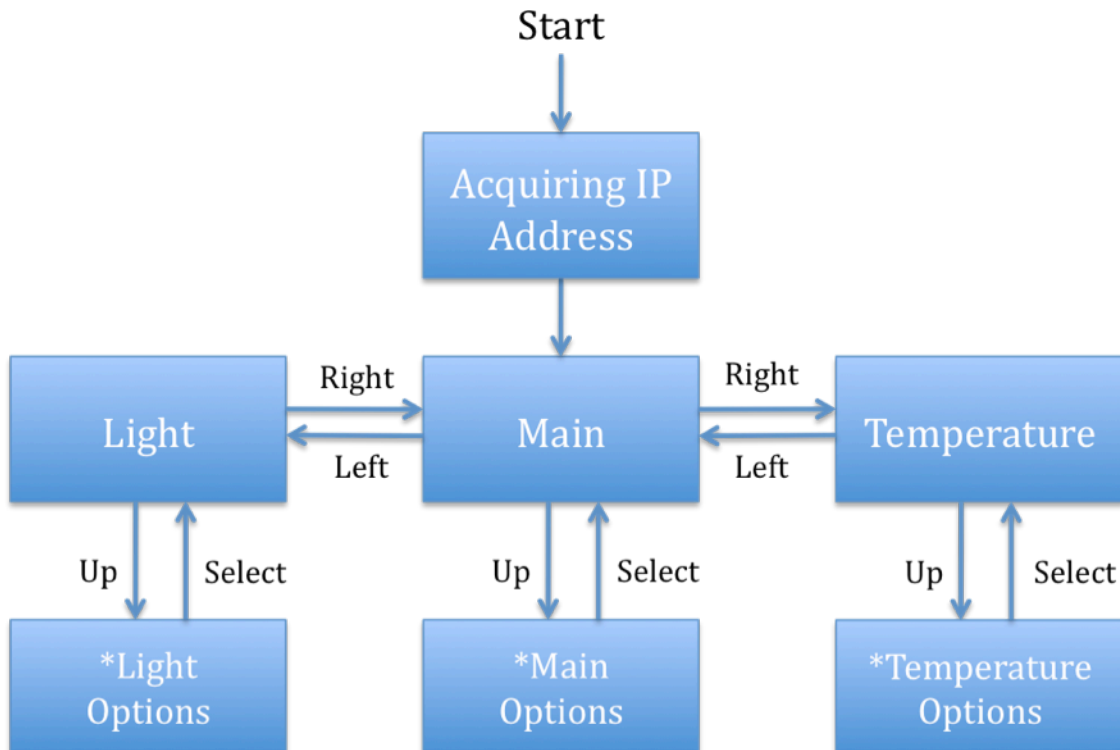 Start
Acquiring IP
Address
Right
Right
Light
Main
Temperature
Left
Left
Up
Select
Up
Select
Up
Select
*Light
Options
*Main
Options
*Temperature
Options